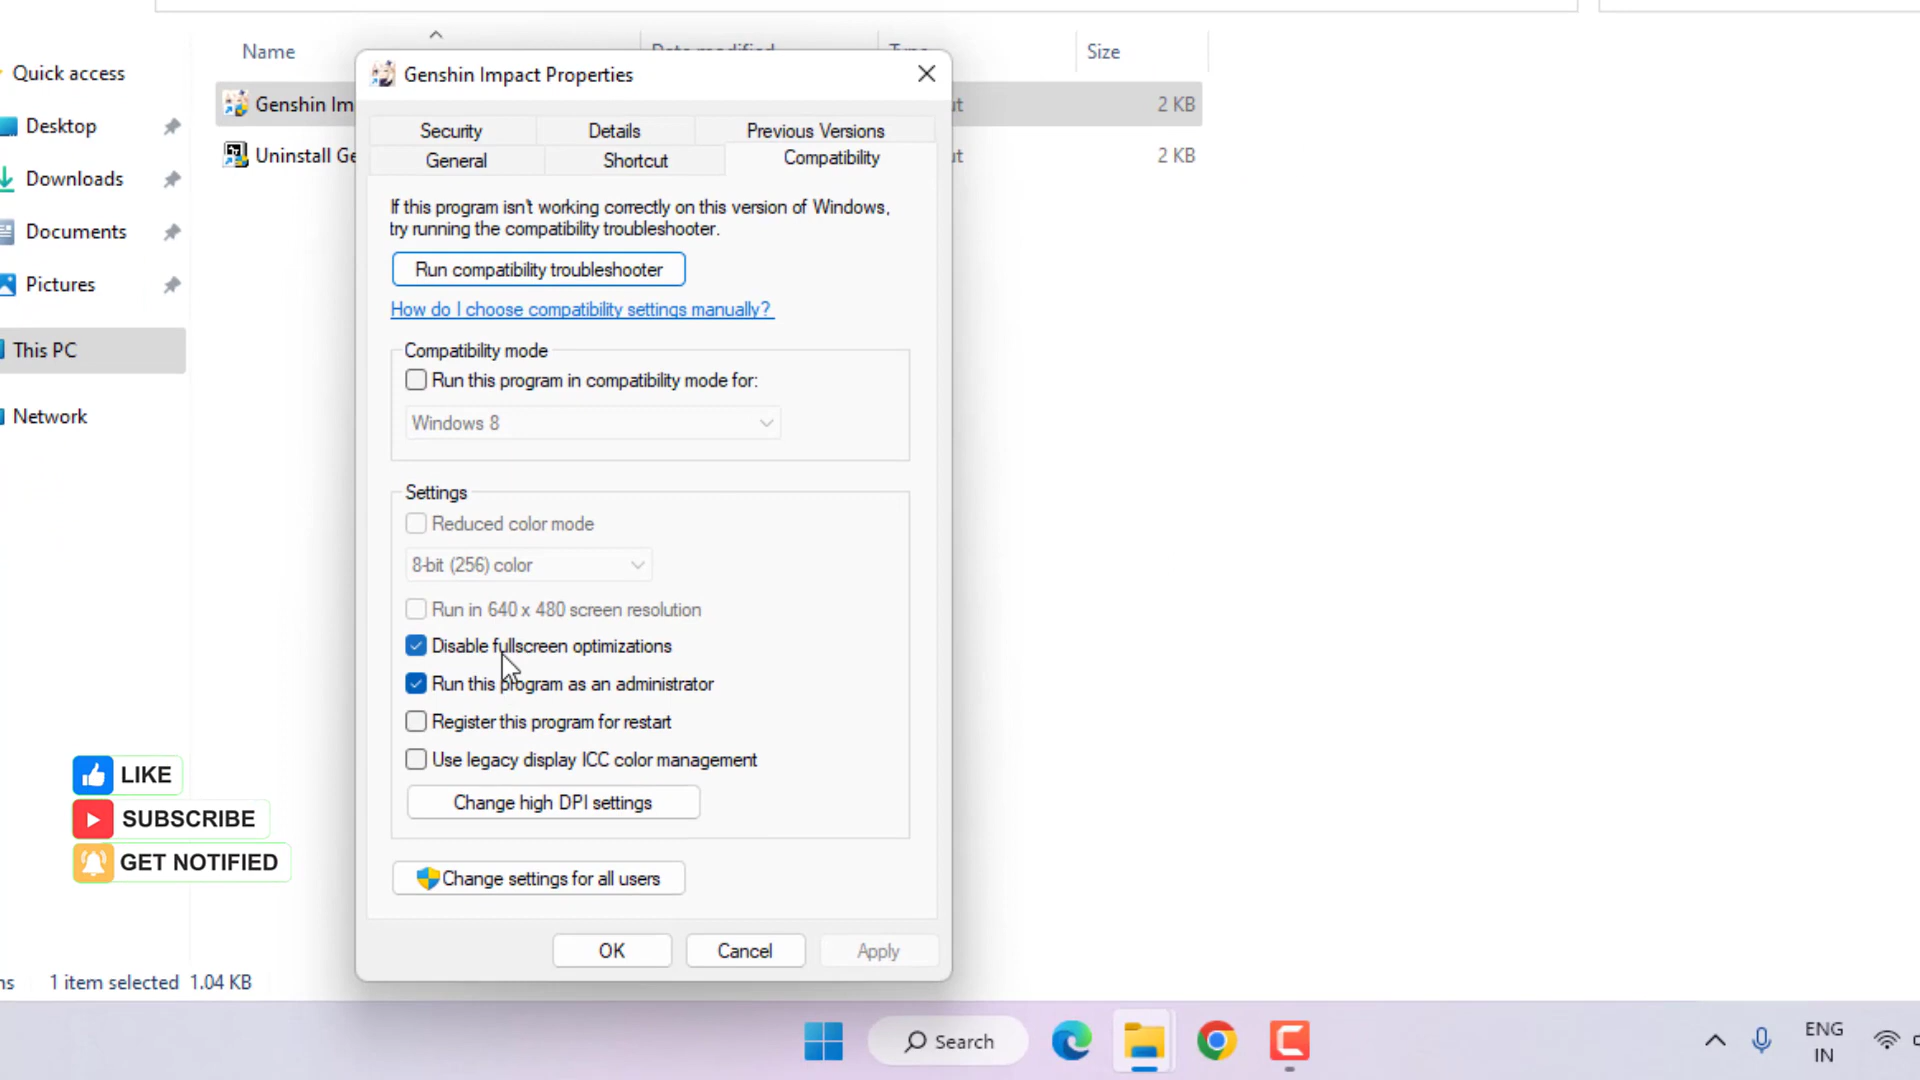 Name
Date modified
Type
Size
Quick access
Desktop
Downloads
Documents
Pictures
This PC
Network
Genshin Im
ut
2 KB
Uninstall Ge
ut
2 KB
Genshin Impact Properties
Security
Details
Previous Versions
General
Shortcut
Compatibility
If this program isn't working correctly on this version of Windows,
try running the compatibility troubleshooter.
Run compatibility troubleshooter
How do I choose compatibility settings manually?
Compatibility mode
Run this program in compatibility mode for:
Windows 8
Settings
Reduced color mode
8-bit (256) color
Run in 640 x 480 screen resolution
Disable fullscreen optimizations
Run this program as an administrator
Register this program for restart
Use legacy display ICC color management
Change high DPI settings
Change settings for all users
OK
Cancel
Apply
LIKE
SUBSCRIBE
GET NOTIFIED
ns
1 item selected
1.04 KB
Search
ENG
IN